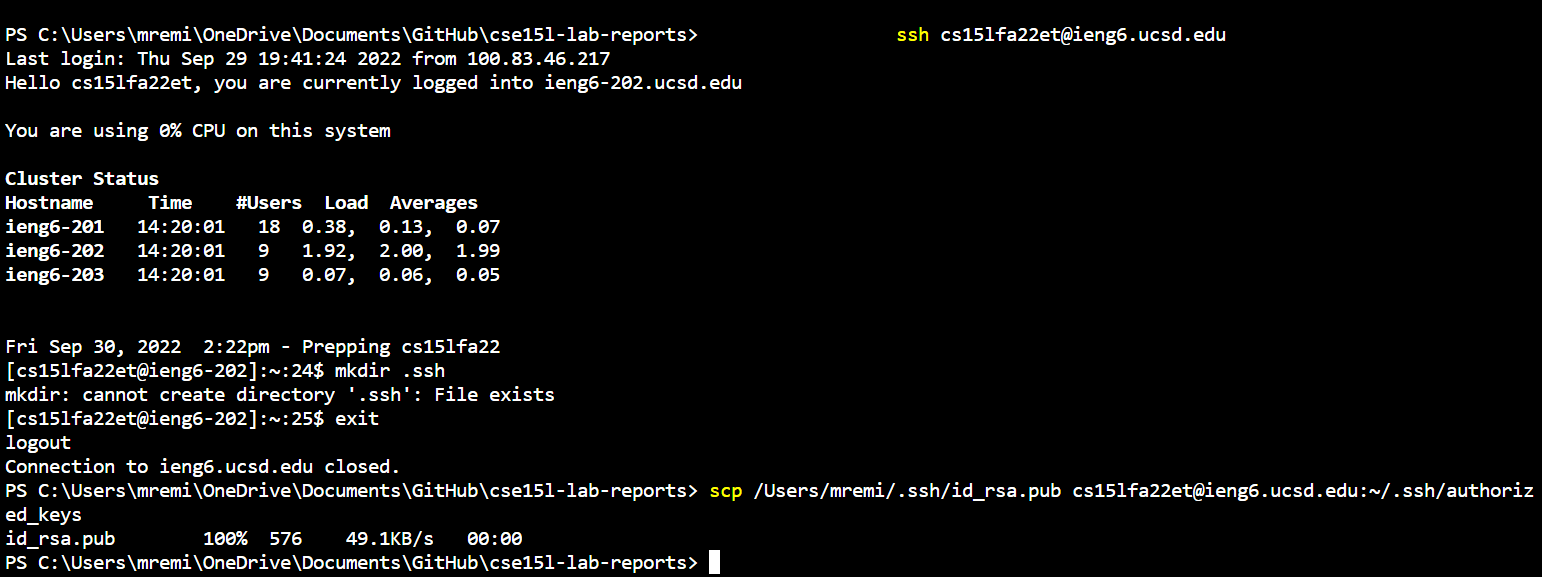 PS C:\Users\mremi\OneDrive\Documents\GitHub\cse15l-lab-reports>                  ssh cs15lfa22et@ieng6.ucsd.edu
Last login: Thu Sep 29 19:41:24 2022 from 100.83.46.217
Hello cs15lfa22et, you are currently logged into ieng6-202.ucsd.edu

You are using 0% CPU on this system

Cluster Status
Hostname     Time    #Users  Load  Averages
ieng6-201   14:20:01   18  0.38,  0.13,  0.07
ieng6-202   14:20:01   9   1.92,  2.00,  1.99
ieng6-203   14:20:01   9   0.07,  0.06,  0.05


Fri Sep 30, 2022  2:22pm - Prepping cs15lfa22
[cs15lfa22et@ieng6-202]:~:24$ mkdir .ssh
mkdir: cannot create directory '.ssh': File exists
[cs15lfa22et@ieng6-202]:~:25$ exit
logout
Connection to ieng6.ucsd.edu closed.
PS C:\Users\mremi\OneDrive\Documents\GitHub\cse15l-lab-reports> scp /Users/mremi/.ssh/id_rsa.pub cs15lfa22et@ieng6.ucsd.edu:~/.ssh/authoriz
ed_keys
id_rsa.pub        100%  576    49.1KB/s   00:00
PS C:\Users\mremi\OneDrive\Documents\GitHub\cse15l-lab-reports>